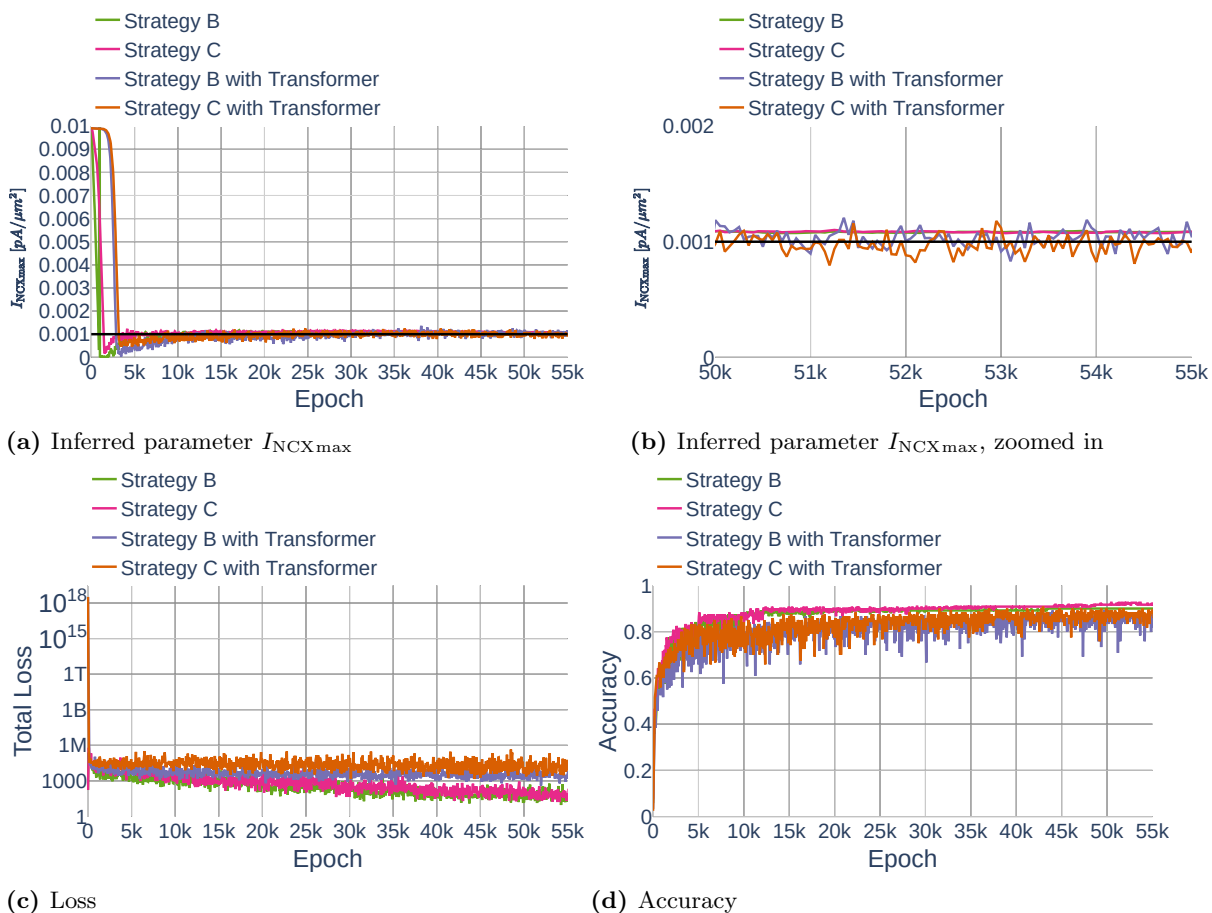 Strategy B
Strategy C
Strategy B with Transformer
Strategy C with Transformer
0.01
0.009
0.008
0.007
0.006
0.005
0.004
0.003
0.002
0.001
0
I_NCXmax [pA/μm²]
0 5k 10k 15k 20k 25k 30k 35k 40k 45k 50k 55k
Epoch
(a) Inferred parameter I_NCXmax
Strategy B
Strategy C
Strategy B with Transformer
Strategy C with Transformer
0.002
0.001
0
I_NCXmax [pA/μm²]
50k 51k 52k 53k 54k 55k
Epoch
(b) Inferred parameter I_NCXmax, zoomed in
Strategy B
Strategy C
Strategy B with Transformer
Strategy C with Transformer
10¹⁸
10¹⁵
1T
1B
1M
1000
1
Total Loss
0 5k 10k 15k 20k 25k 30k 35k 40k 45k 50k 55k
Epoch
(c) Loss
Strategy B
Strategy C
Strategy B with Transformer
Strategy C with Transformer
1
0.8
0.6
0.4
0.2
0
Accuracy
0 5k 10k 15k 20k 25k 30k 35k 40k 45k 50k 55k
Epoch
(d) Accuracy